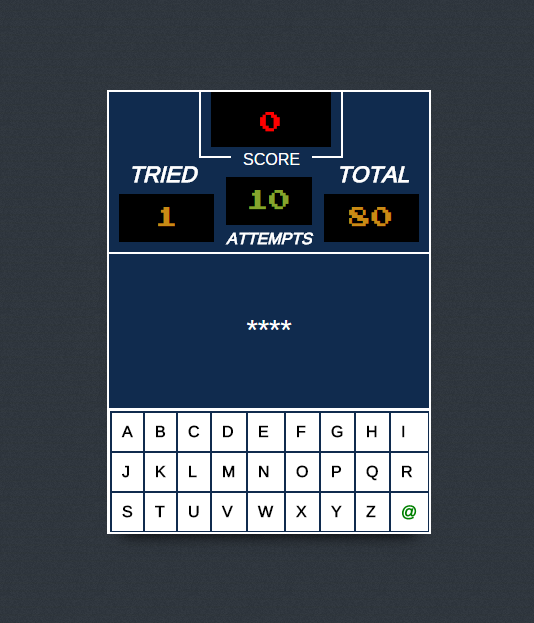 0
SCORE
TRIED
TOTAL
1
10
80
ATTEMPTS
****
A B C D E F G H I
J K L M N O P Q R
S T U V W X Y Z @